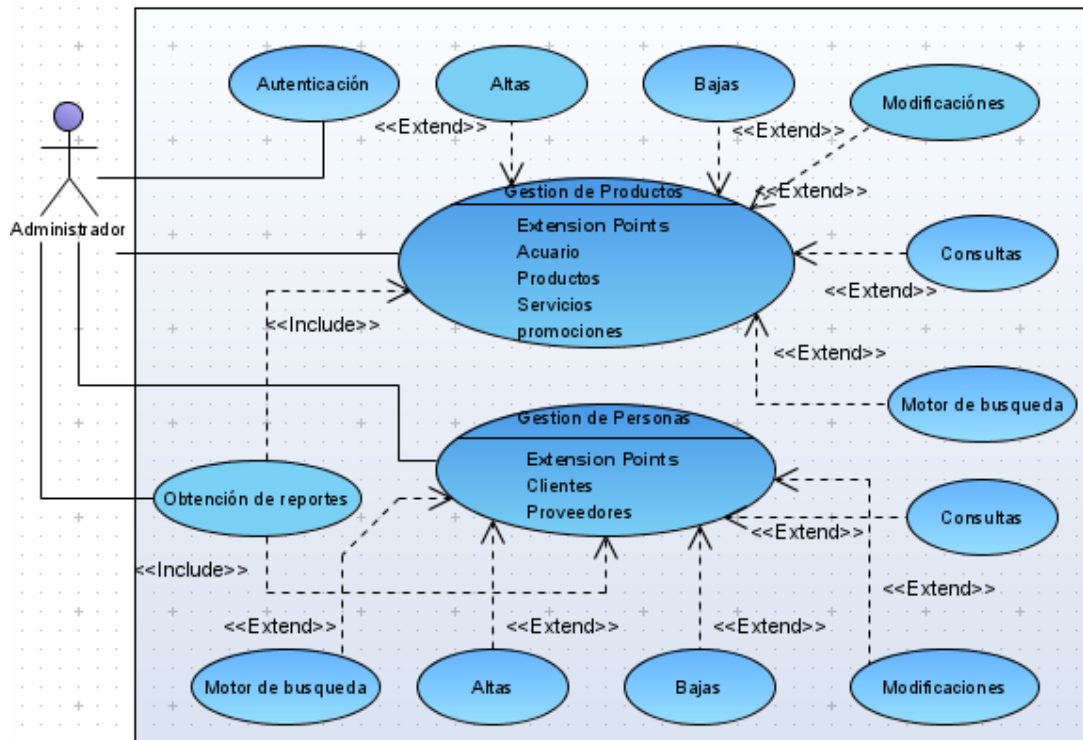 Autenticación
Altas
Bajas
Modificaciónes
<<Extend>>
<<Extend>>
<<Extend>>
Administrador
Gestion de Productos
Extension Points
Acuario
Productos
Servicios
promociones
Consultas
<<Extend>>
<<Include>>
<<Extend>>
Motor de busqueda
Gestion de Personas
Extension Points
Clientes
Proveedores
Obtención de reportes
Consultas
<<Extend>>
<<Include>>
<<Extend>>
<<Extend>>
<<Extend>>
<<Extend>>
Motor de busqueda
Altas
Bajas
Modificaciones